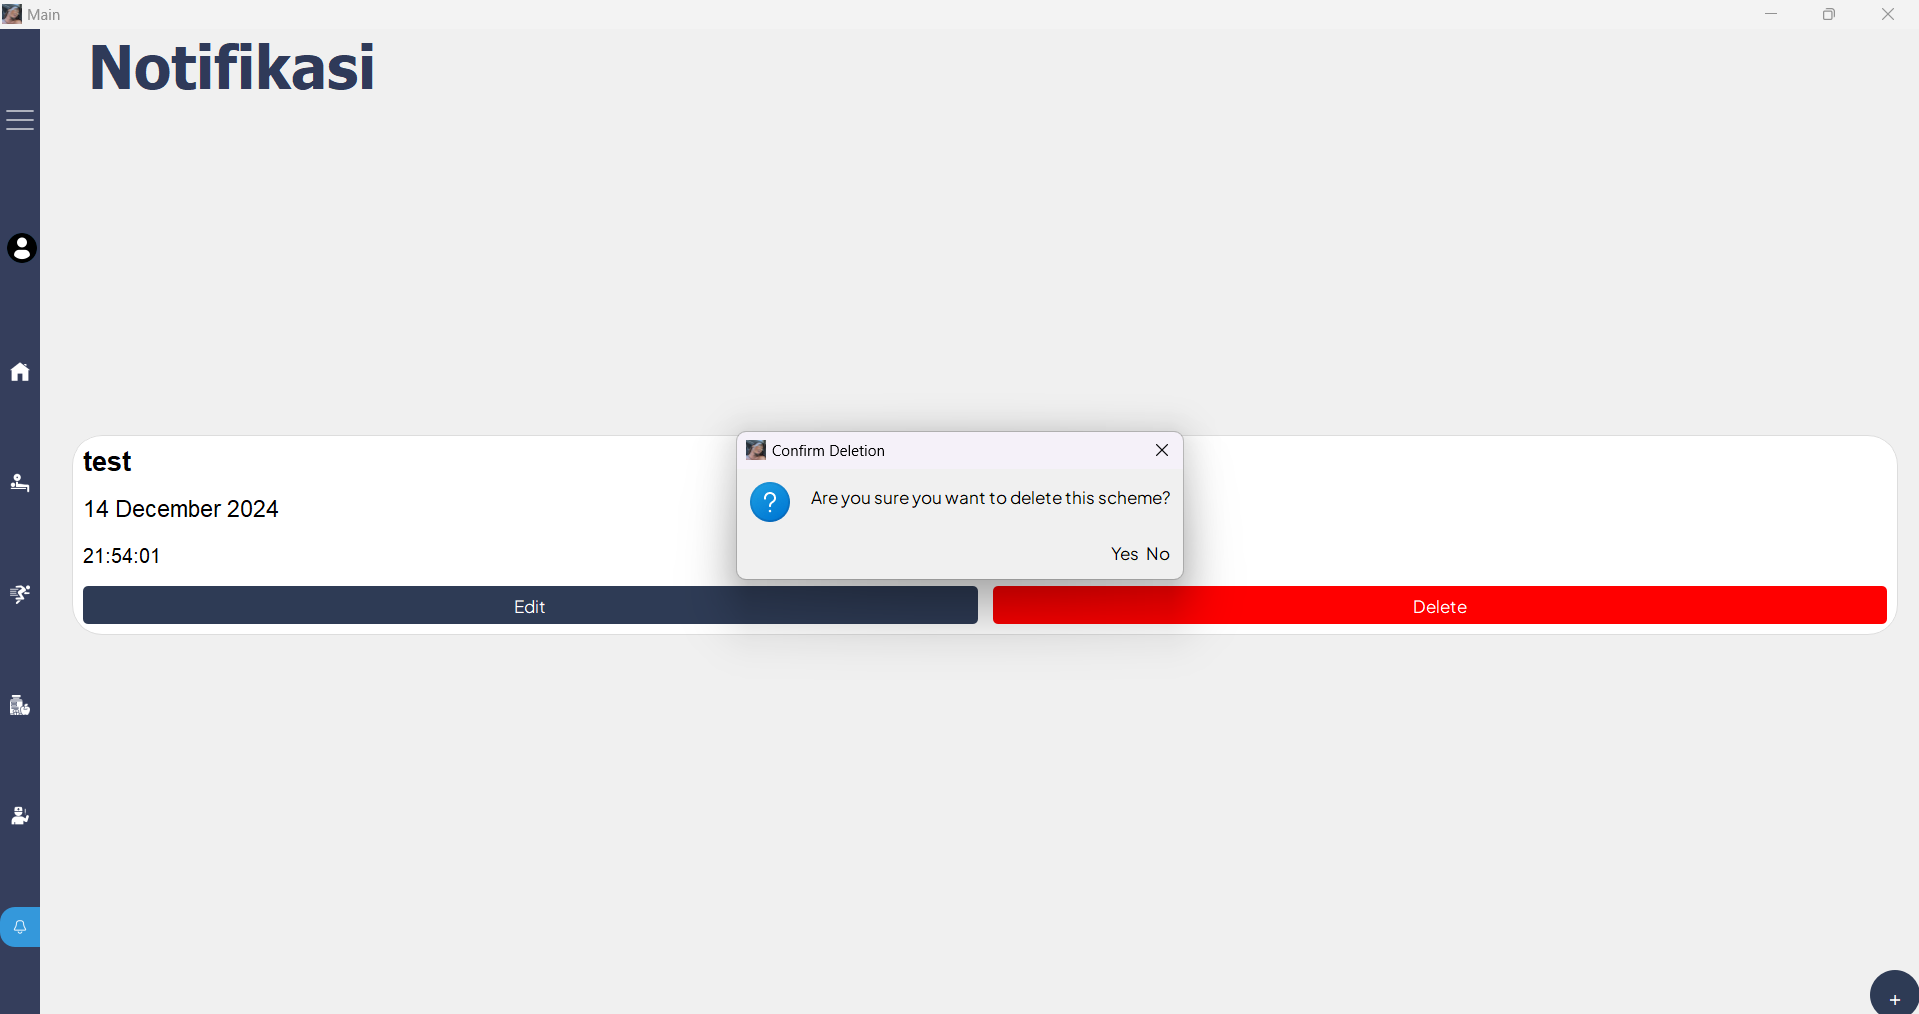 Main
Notifikasi
test
14 December 2024
21:54:01
Edit
Delete
Confirm Deletion
?
Are you sure you want to delete this scheme?
Yes No
+